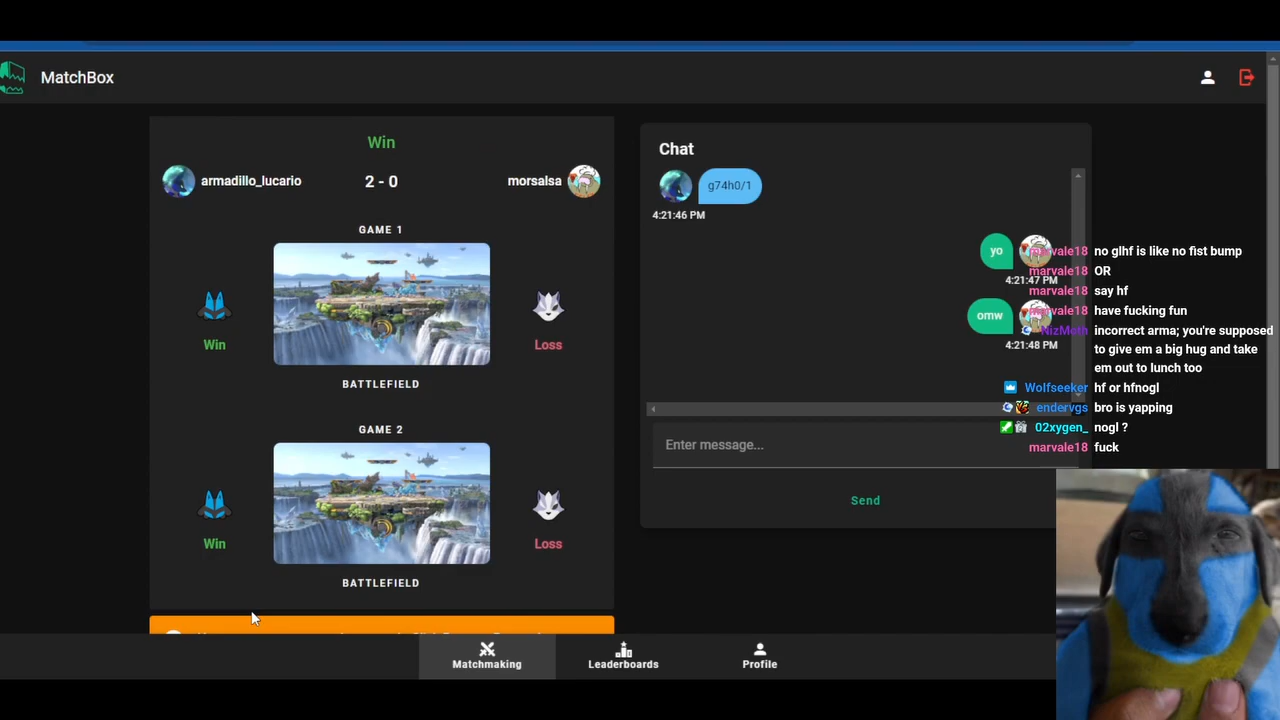 MatchBox
Win
armadillo_lucario
2 - 0
morsalsa
GAME 1
Win
Loss
BATTLEFIELD
GAME 2
Win
Loss
BATTLEFIELD
Chat
g74h0/1
4:21:46 PM
yo
4:21:47 PM
omw
4:21:48 PM
Enter message...
Send
marvale18 no glhf is like no fist bump
marvale18 OR
marvale18 say hf
marvale18 have fucking fun
NizMoth incorrect arma; you're supposed
to give em a big hug and take
em out to lunch too
Wolfseeker hf or hfnogl
endervgs bro is yapping
02xygen_ nogl ?
marvale18 fuck
Matchmaking
Leaderboards
Profile